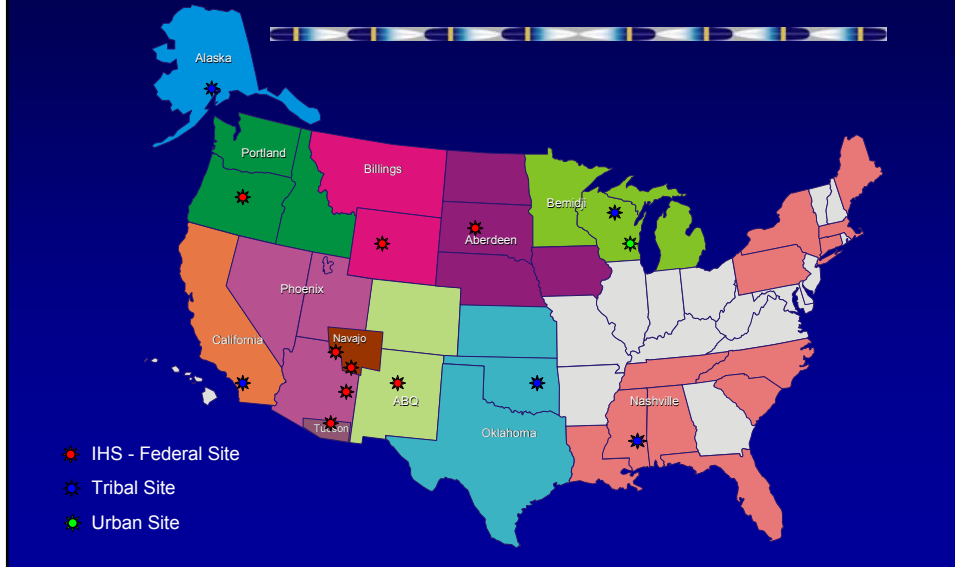 Alaska
Portland
Billings
Bemidji
Aberdeen
Phoenix
California
Navajo
ABQ
Nashville
Tucson
Oklahoma
IHS - Federal Site
Tribal Site
Urban Site